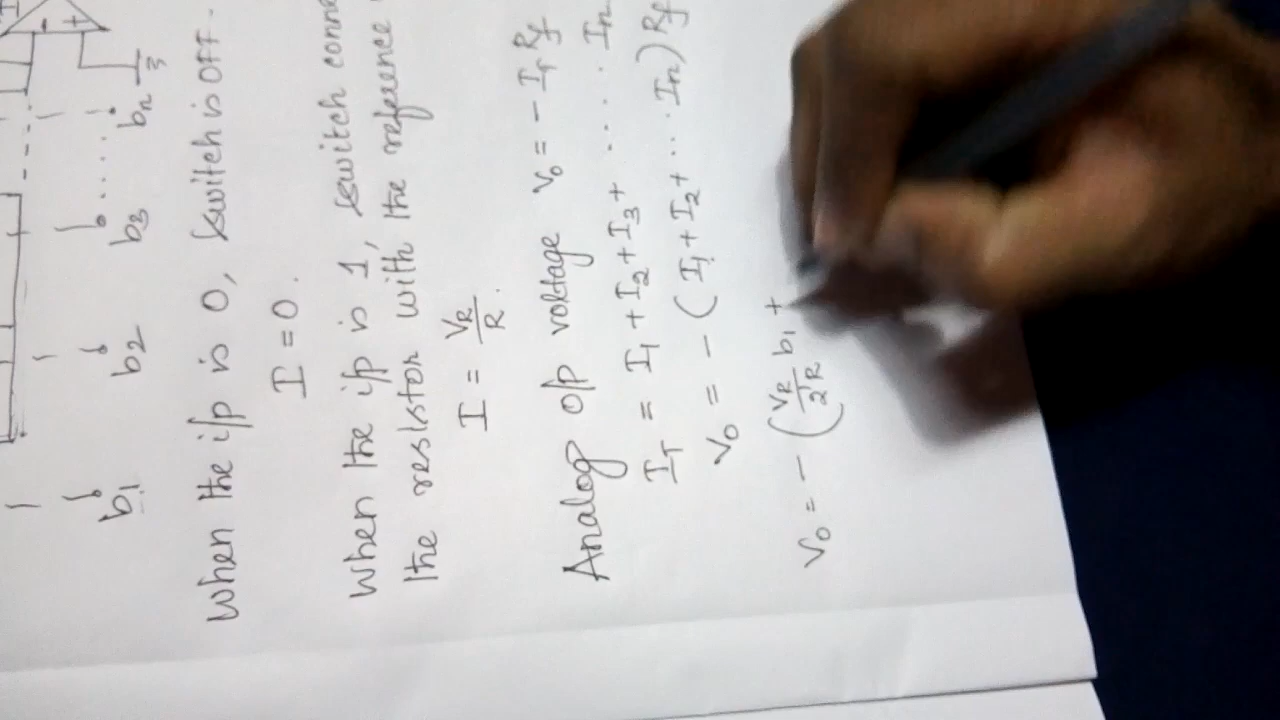 b1 b2 b3 ..... bn
When the i/p is 0, switch is OFF.
I = 0.
When the i/p is 1, switch
the resistor with the reference
I = VR/R.
Analog o/p voltage V0 = - IT Rf
IT = I1 + I2 + I3 + ..... In
V0 = - (I1 + I2 + ... In) Rf
V0 = - (VR/2¹R b1 +